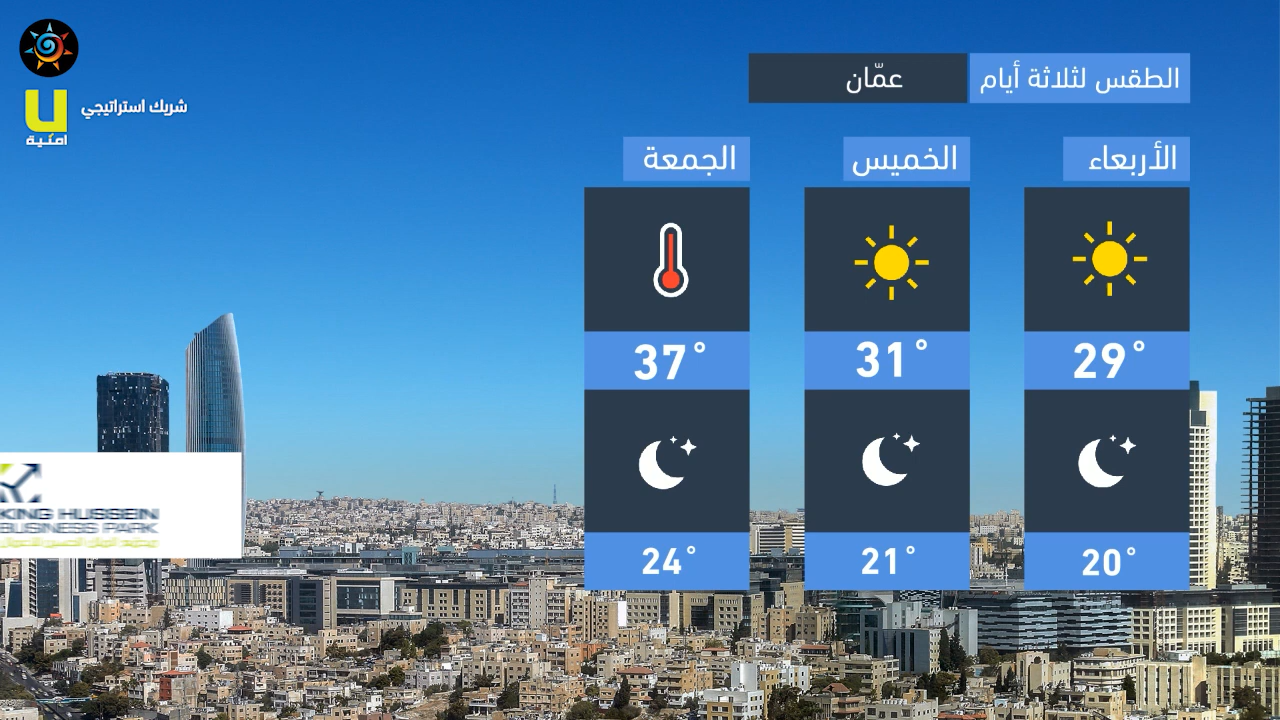 الطقس لثلاثة أيام
عمّان
الأربعاء
الخميس
الجمعة
29°
31°
37°
20°
21°
24°
شريك استراتيجي
امنية
KING HUSSEIN
BUSINESS PARK